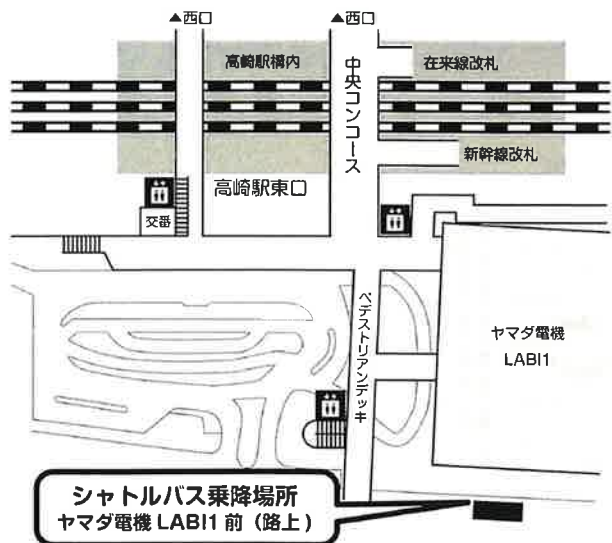 ▲西口
▲西口
高崎駅構内
中央コンコース
在来線改札
新幹線改札
高崎駅東口
交番
ペデストリアンデッキ
ヤマダ電機
LABI1
シャトルバス乗降場所
ヤマダ電機 LABI1 前（路上）